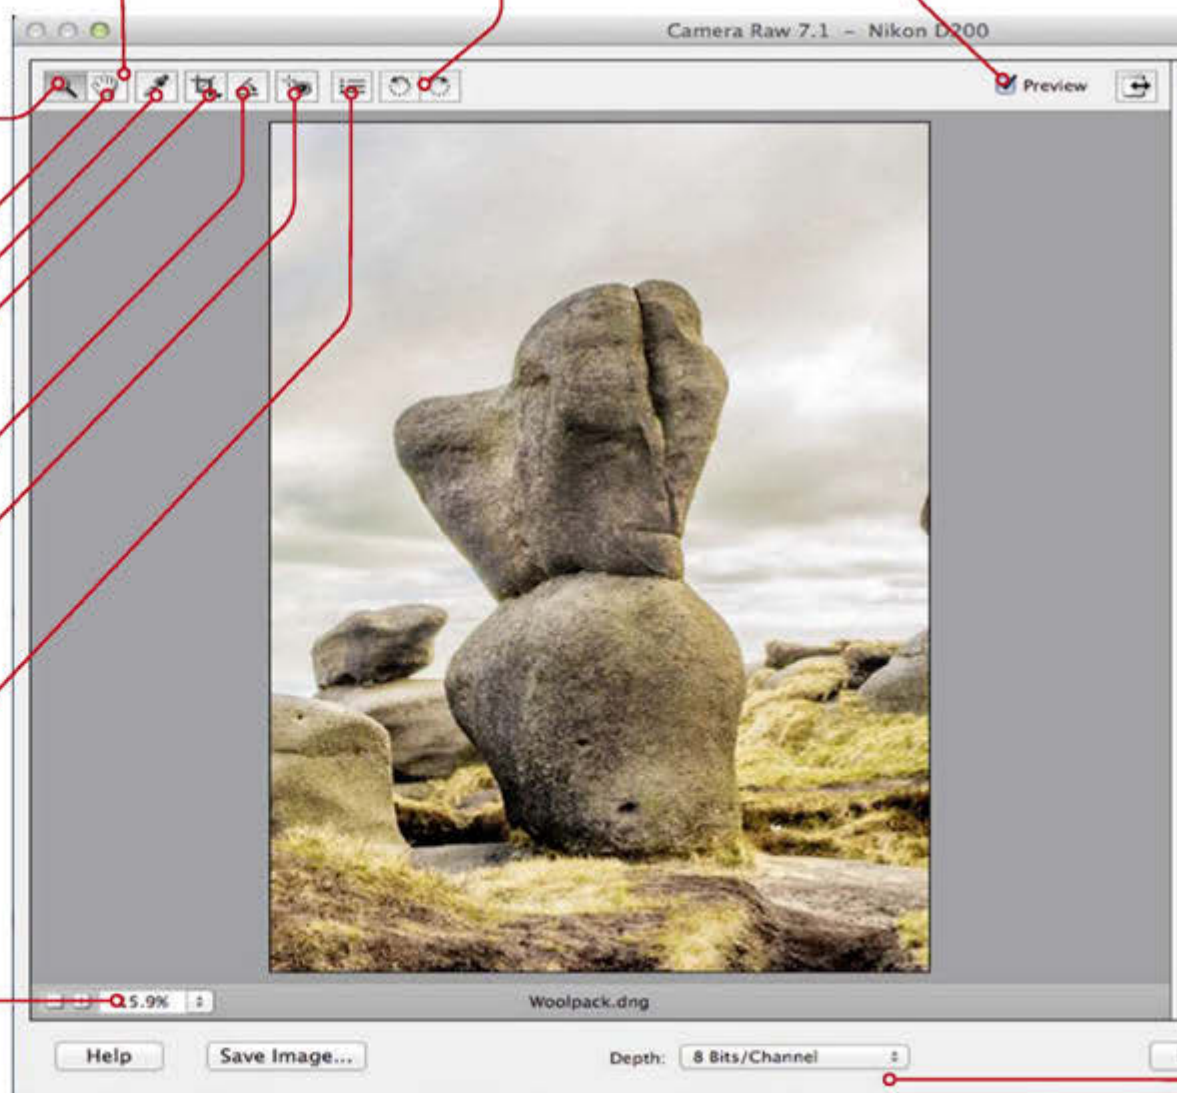 Camera Raw 7.1 – Nikon D200
Preview
5.9%
Woolpack.dng
Help
Save Image...
Depth:
8 Bits/Channel